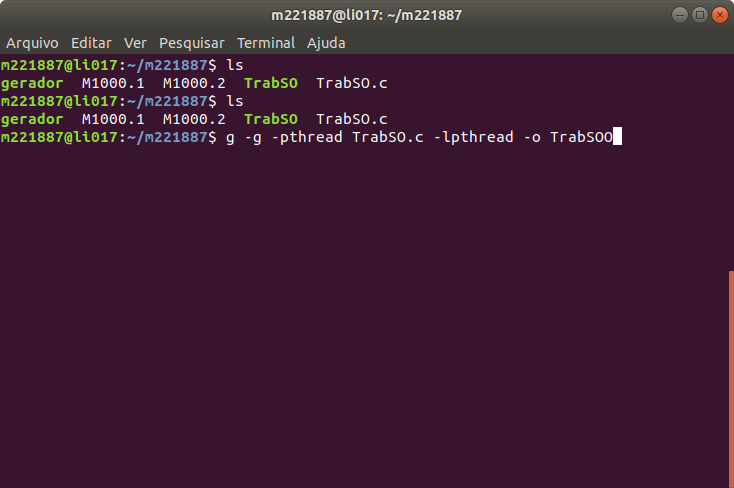 m221887@li017: ~/m221887
Arquivo Editar Ver Pesquisar Terminal Ajuda
m221887@li017:~/m221887$ ls
gerador M1000.1 M1000.2 TrabSO TrabSO.c
m221887@li017:~/m221887$ ls
gerador M1000.1 M1000.2 TrabSO TrabSO.c
m221887@li017:~/m221887$ g -g -pthread TrabSO.c -lpthread -o TrabSOO